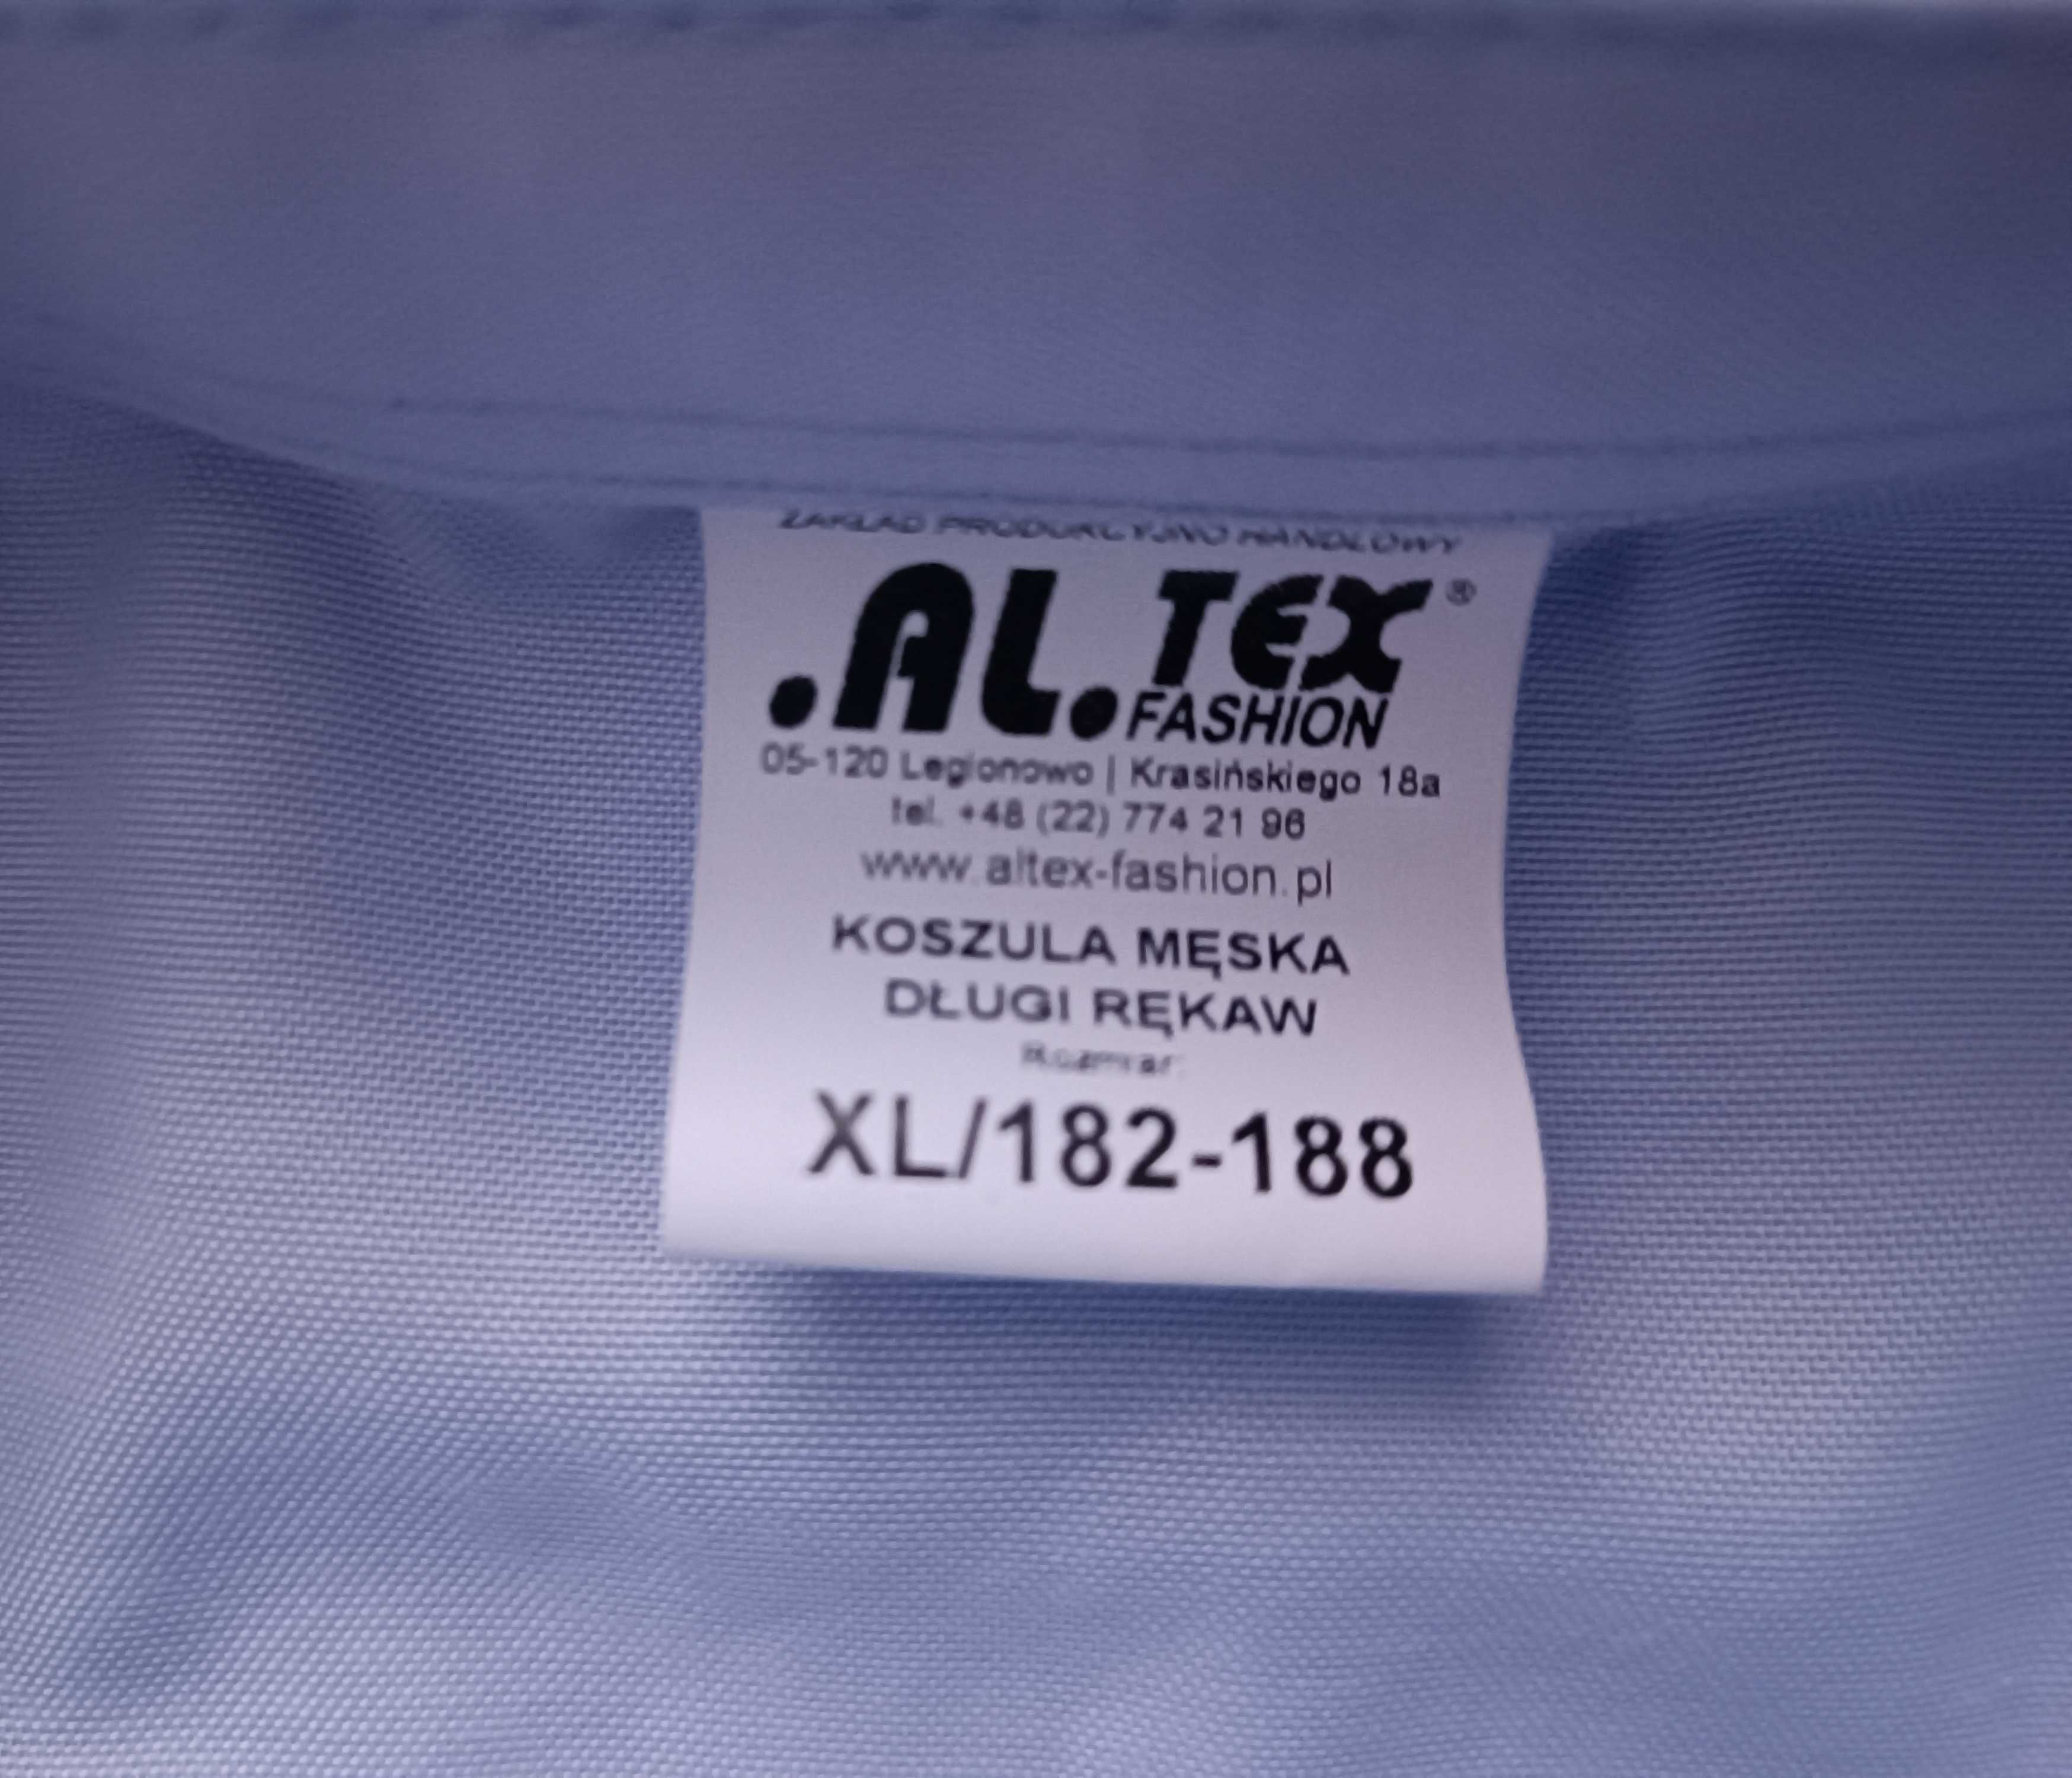 ZAKŁAD PRODUKCYJNO HANDLOWY
.AL.TEX®
FASHION
05-120 Legionowo | Krasińskiego 18a
tel. +48 (22) 774 21 96
www.altex-fashion.pl
KOSZULA MĘSKA
DŁUGI RĘKAW
Rozmiar:
XL/182-188